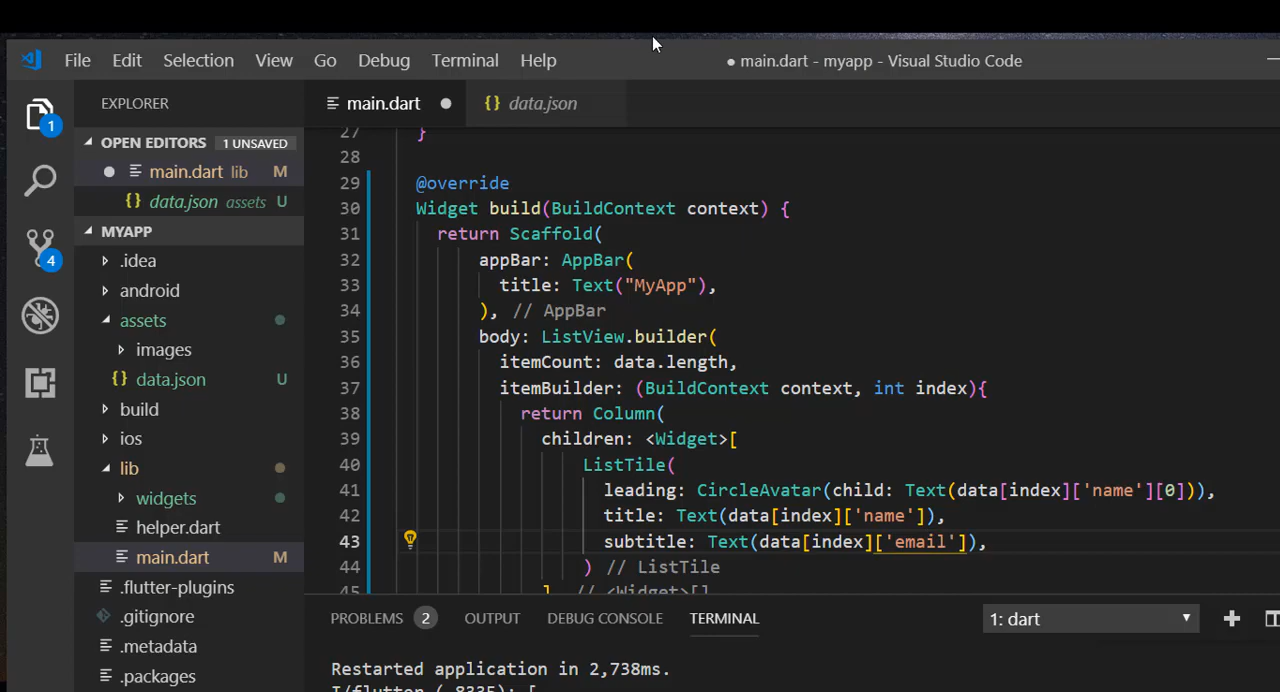 File Edit Selection View Go Debug Terminal Help ● main.dart - myapp - Visual Studio Code
EXPLORER
OPEN EDITORS 1 UNSAVED
main.dart lib M
{} data.json assets U
MYAPP
.idea
android
assets
images
{} data.json U
build
ios
lib
widgets
helper.dart
main.dart M
.flutter-plugins
.gitignore
.metadata
.packages
1
4
main.dart ●
{} data.json
27 }
28
29 @override
30 Widget build(BuildContext context) {
31 return Scaffold(
32 appBar: AppBar(
33 title: Text("MyApp"),
34 ), // AppBar
35 body: ListView.builder(
36 itemCount: data.length,
37 itemBuilder: (BuildContext context, int index){
38 return Column(
39 children: <Widget>[
40 ListTile(
41 leading: CircleAvatar(child: Text(data[index]['name'][0])),
42 title: Text(data[index]['name']),
43 subtitle: Text(data[index]['email']),
44 ) // ListTile
45 ] // <Widget>[]
PROBLEMS 2 OUTPUT DEBUG CONSOLE TERMINAL 1: dart
Restarted application in 2,738ms.
I/flutter ( 8335): [